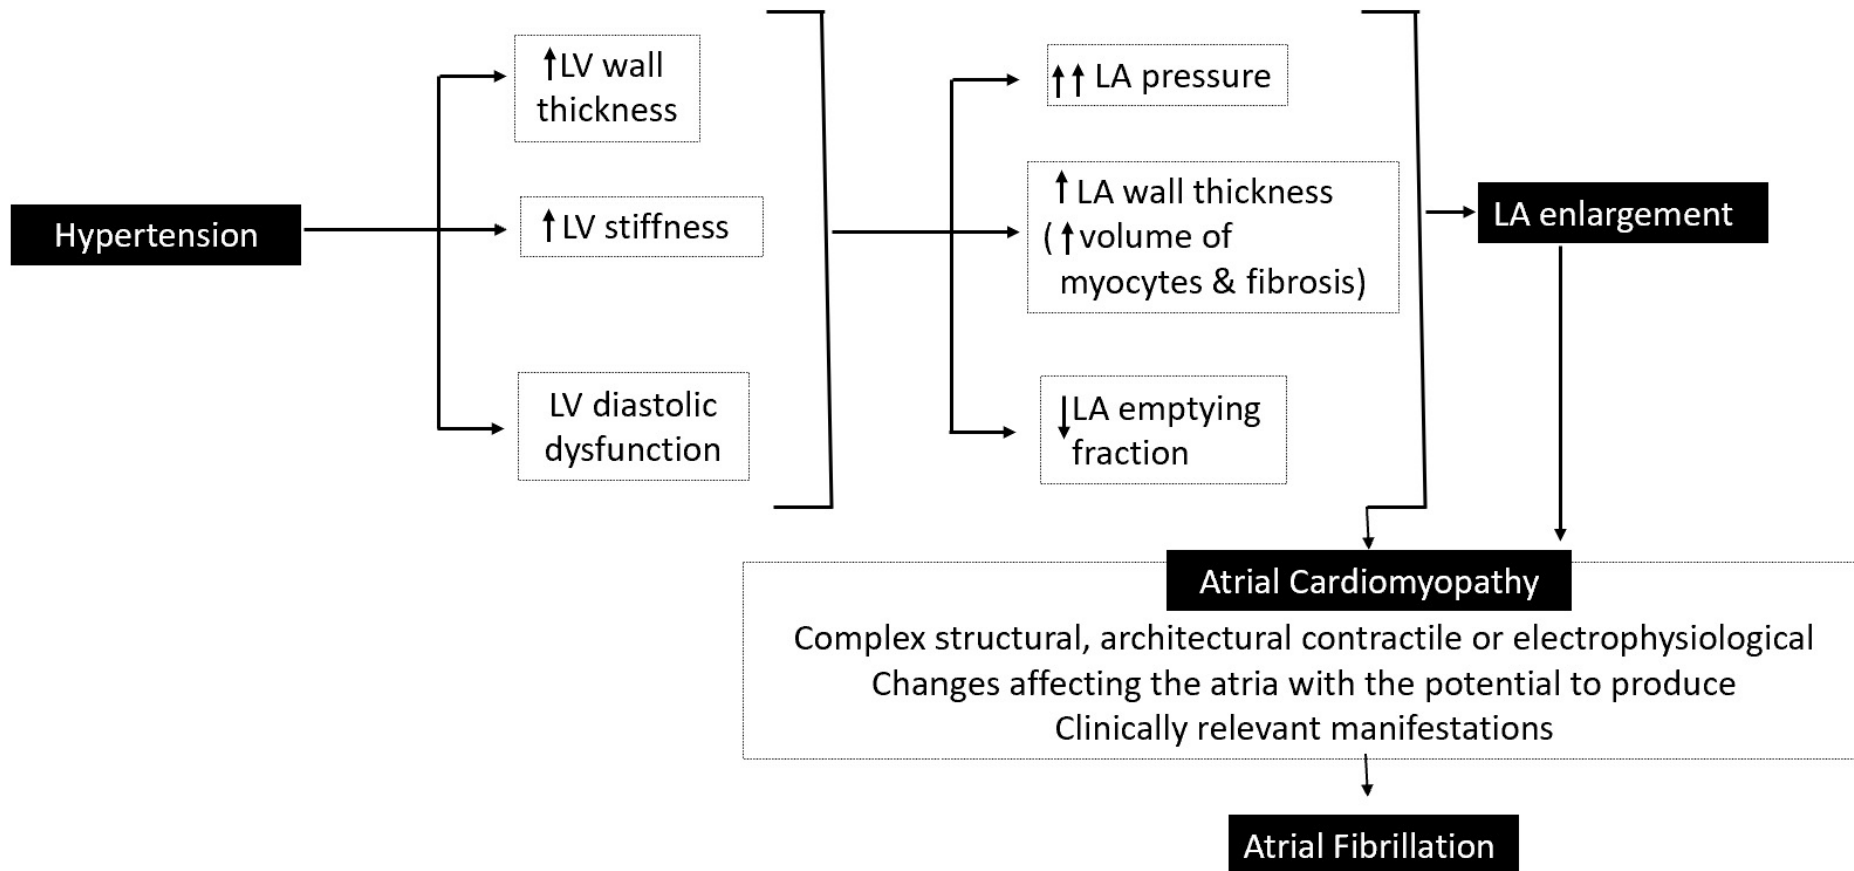 Hypertension
↑LV wall
thickness
↑LV stiffness
LV diastolic
dysfunction
↑↑ LA pressure
↑LA wall thickness
(↑volume of
myocytes & fibrosis)
↓LA emptying
fraction
LA enlargement
Atrial Cardiomyopathy
Complex structural, architectural contractile or electrophysiological
Changes affecting the atria with the potential to produce
Clinically relevant manifestations
Atrial Fibrillation